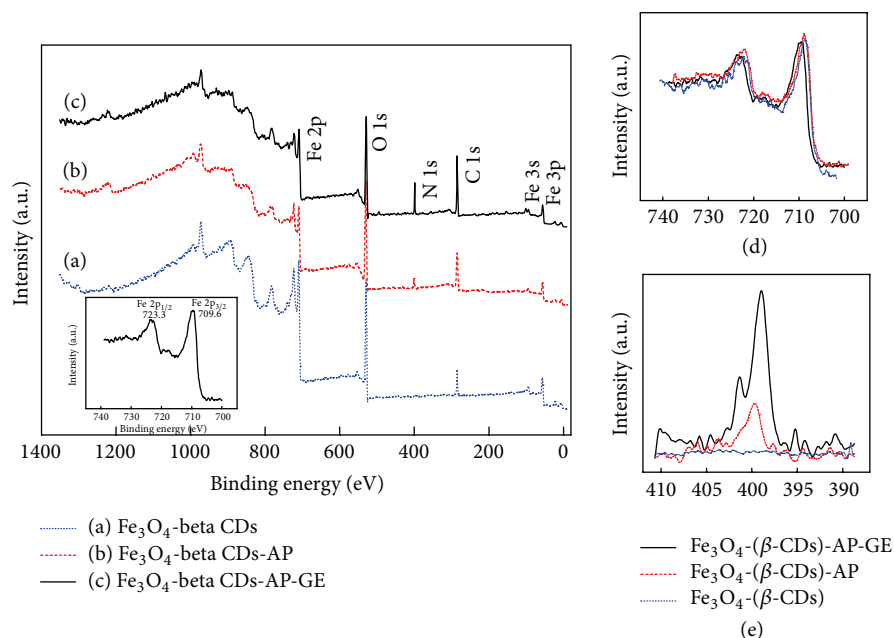 Intensity (a.u.)
(c)
(b)
(a)
Fe 2p
O 1s
N 1s
C 1s
Fe 3s
Fe 3p
Intensity (a.u.)
Fe 2p₁/₂
723.3
Fe 2p₃/₂
709.6
740 730 720 710 700
Binding energy (eV)
1400 1200 1000 800 600 400 200 0
Binding energy (eV)
(a) Fe₃O₄-beta CDs
(b) Fe₃O₄-beta CDs-AP
(c) Fe₃O₄-beta CDs-AP-GE
Intensity (a.u.)
740 730 720 710 700
(d)
Intensity (a.u.)
410 405 400 395 390
Fe₃O₄-(β-CDs)-AP-GE
Fe₃O₄-(β-CDs)-AP
Fe₃O₄-(β-CDs)
(e)